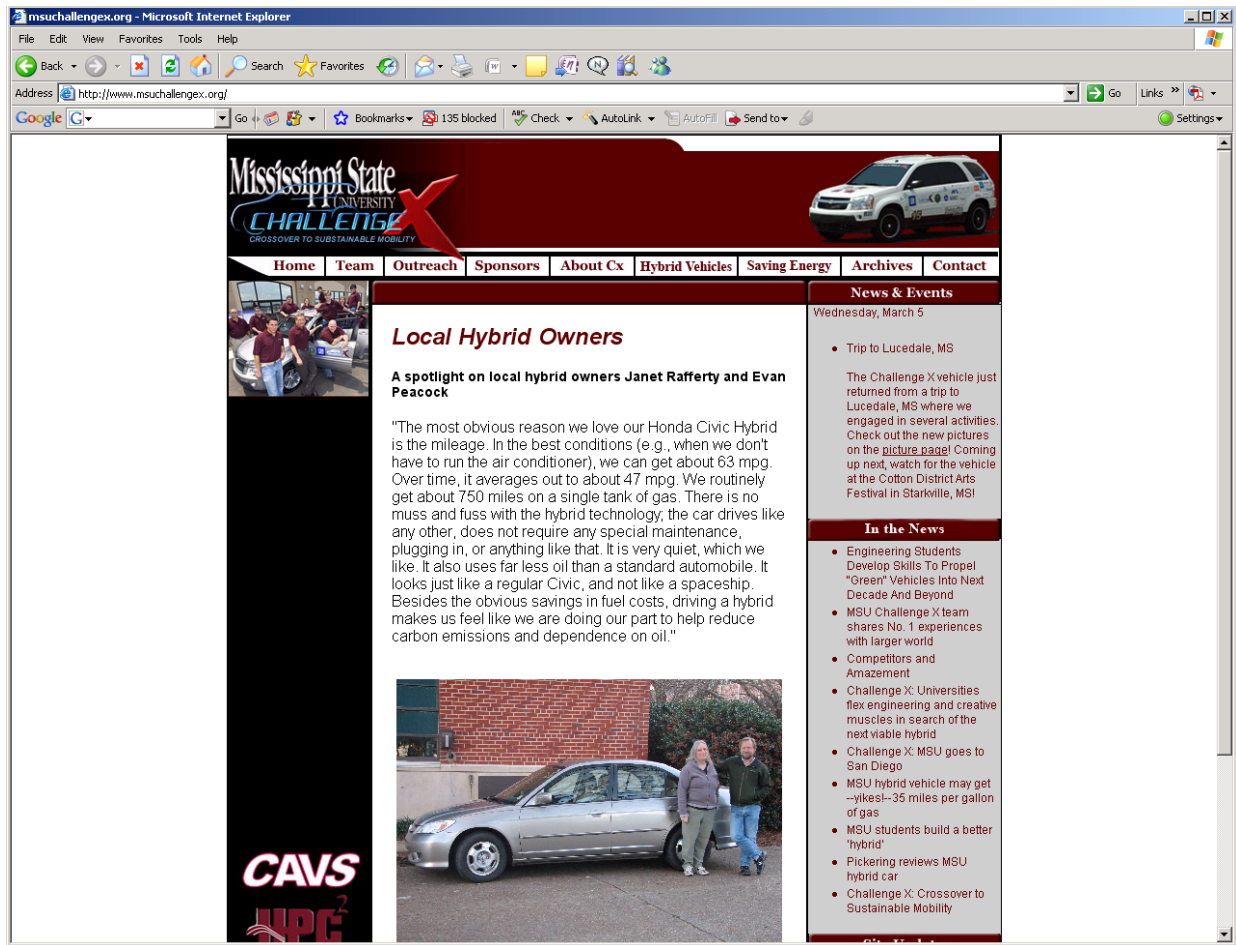 msuchallengex.org - Microsoft Internet Explorer
File Edit View Favorites Tools Help
Back Search Favorites
Address http://www.msuchallengex.org/ Go Links »
Google G Go Bookmarks 135 blocked ABC Check AutoLink AutoFill Send to Settings
Mississippi State
UNIVERSITY
CHALLENGE X
CROSSOVER TO SUBSTAINABLE MOBILITY
Home Team Outreach Sponsors About Cx Hybrid Vehicles Saving Energy Archives Contact
Local Hybrid Owners
A spotlight on local hybrid owners Janet Rafferty and Evan
Peacock
"The most obvious reason we love our Honda Civic Hybrid
is the mileage. In the best conditions (e.g., when we don't
have to run the air conditioner), we can get about 63 mpg.
Over time, it averages out to about 47 mpg. We routinely
get about 750 miles on a single tank of gas. There is no
muss and fuss with the hybrid technology; the car drives like
any other, does not require any special maintenance,
plugging in, or anything like that. It is very quiet, which we
like. It also uses far less oil than a standard automobile. It
looks just like a regular Civic, and not like a spaceship.
Besides the obvious savings in fuel costs, driving a hybrid
makes us feel like we are doing our part to help reduce
carbon emissions and dependence on oil."
CAVS
HPC2
News & Events
Wednesday, March 5
Trip to Lucedale, MS
The Challenge X vehicle just
returned from a trip to
Lucedale, MS where we
engaged in several activities.
Check out the new pictures
on the picture page! Coming
up next, watch for the vehicle
at the Cotton District Arts
Festival in Starkville, MS!
In the News
Engineering Students
Develop Skills To Propel
"Green" Vehicles Into Next
Decade And Beyond
MSU Challenge X team
shares No. 1 experiences
with larger world
Competitors and
Amazement
Challenge X: Universities
flex engineering and creative
muscles in search of the
next viable hybrid
Challenge X: MSU goes to
San Diego
MSU hybrid vehicle may get
--yikes!--35 miles per gallon
of gas
MSU students build a better
'hybrid'
Pickering reviews MSU
hybrid car
Challenge X: Crossover to
Sustainable Mobility